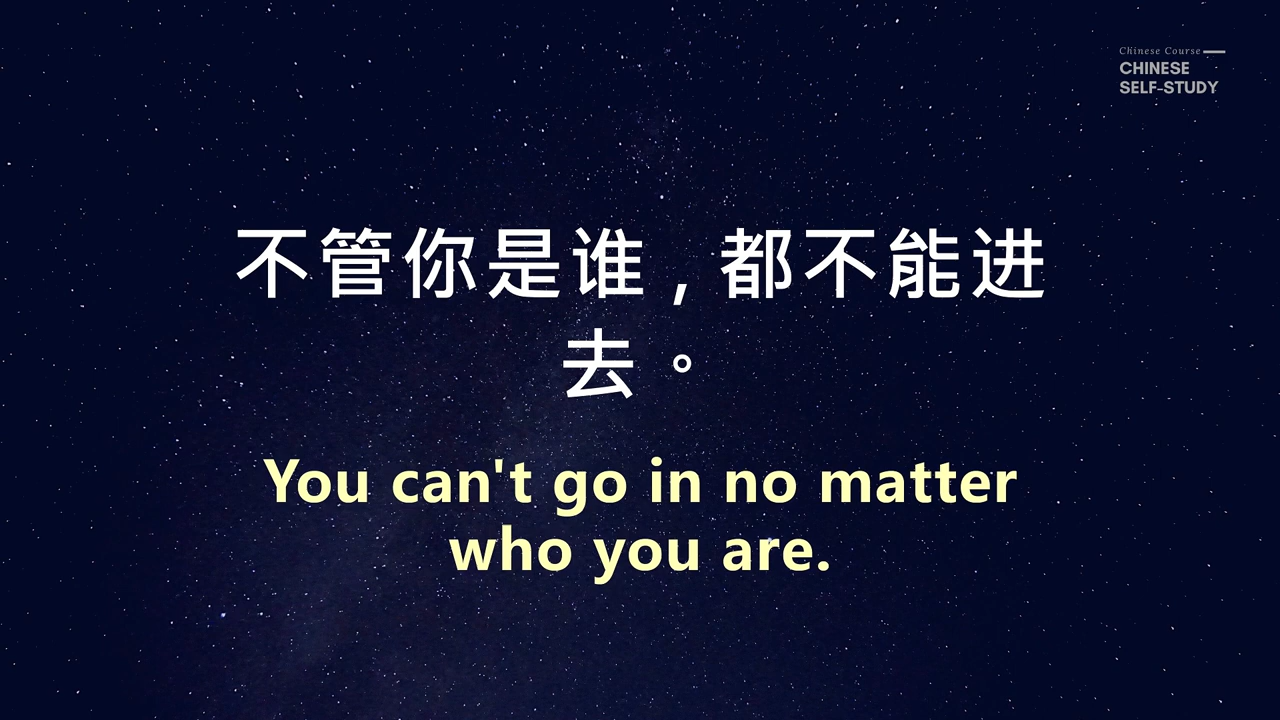 Chinese Course
CHINESE
SELF-STUDY
不管你是谁，都不能进
去。
You can't go in no matter
who you are.